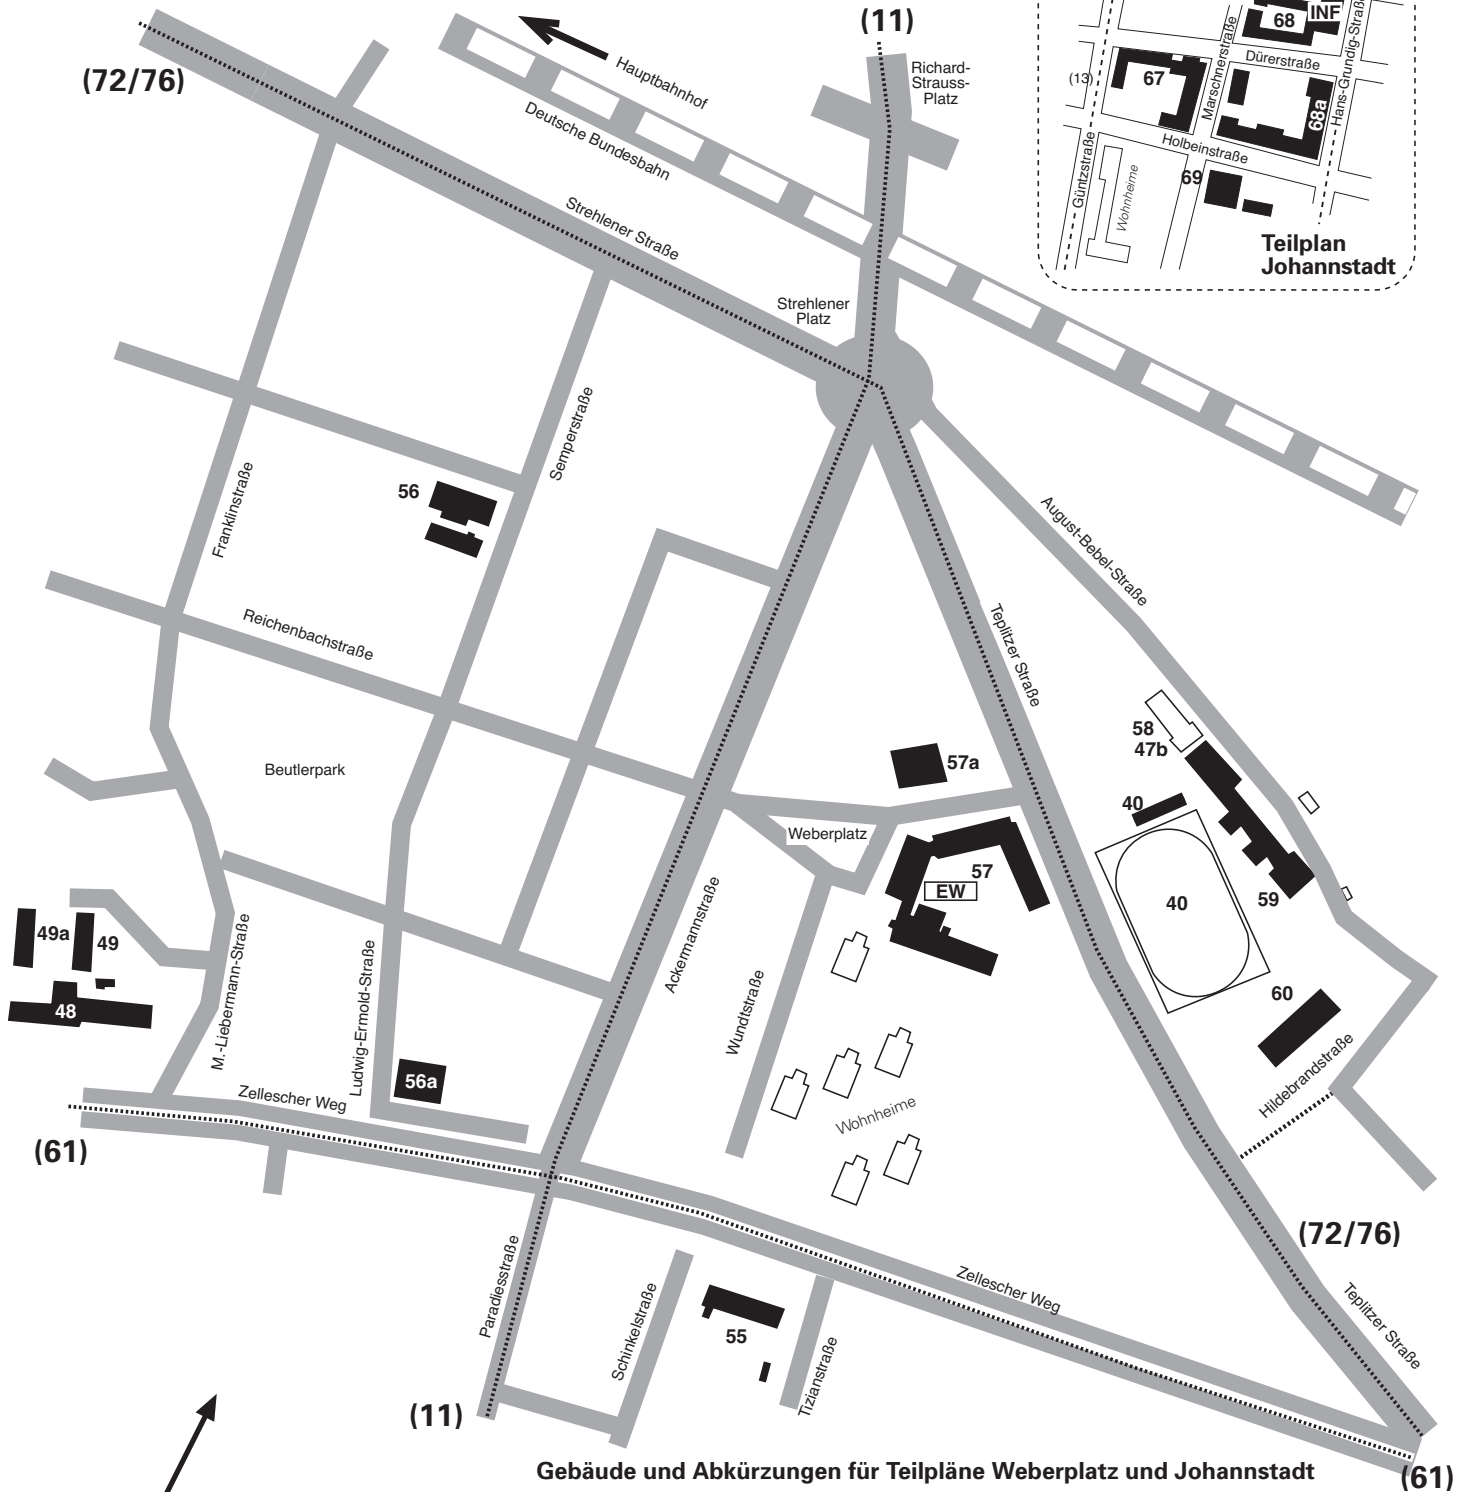 (11)
(72/76)
Hauptbahnhof
Deutsche Bundesbahn
Richard-
Strauss-
Platz
68
INF
Marschnerstraße
Hans-Grundig-Straße
Dürerstraße
(13)
67
68a
Holbeinstraße
Güntzstraße
Wohnheime
69
Teilplan
Johannstadt
Strehlener Straße
Strehlener
Platz
Semperstraße
56
Franklinstraße
August-Bebel-Straße
Teplitzer Straße
Reichenbachstraße
58
47b
57a
Beutlerpark
40
Weberplatz
57
EW
40
59
49a
49
Ackermannstraße
M.-Liebermann-Straße
Ludwig-Ermold-Straße
Wundtstraße
60
48
Hildebrandstraße
56a
Zellescher Weg
Wohnheime
(61)
(72/76)
Paradiesstraße
Schinkelstraße
Zellescher Weg
Teplitzer Straße
55
Tizianstraße
(11)
Gebäude und Abkürzungen für Teilpläne Weberplatz und Johannstadt
(61)